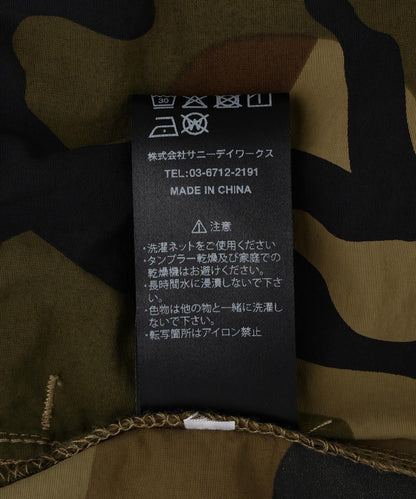 30
W
株式会社サニーデイワークス
TEL:03-6712-2191
MADE IN CHINA
⚠注意
・洗濯ネットをご使用ください
・タンブラー乾燥及び家庭での
乾燥機はお避けください。
・長時間水に浸漬しないで下さ
い。
・色物は他の物と一緒に洗濯し
ないで下さい。
・転写箇所はアイロン禁止